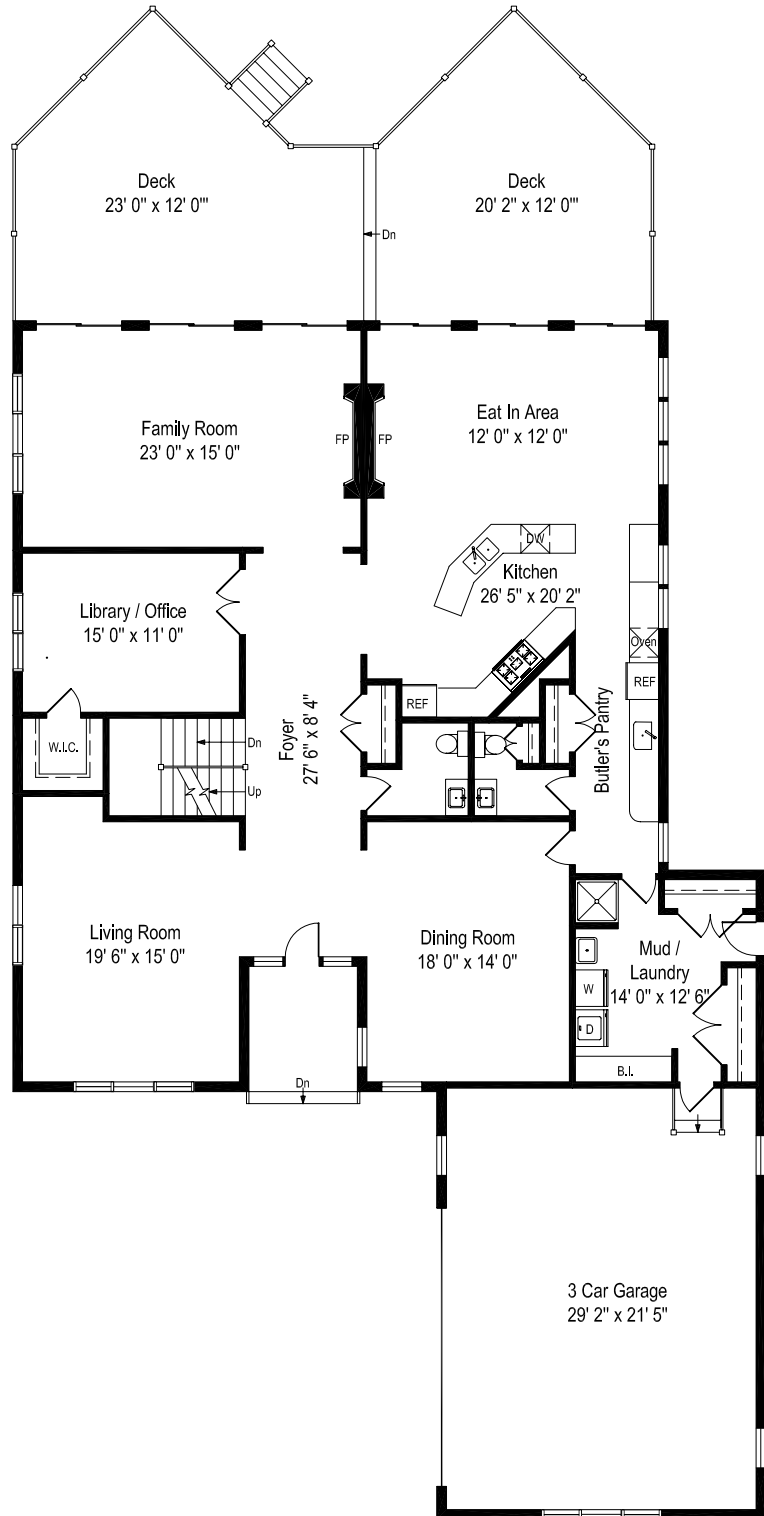 Deck
23' 0" x 12' 0'"
Deck
20' 2" x 12' 0'"
Dn
Family Room
23' 0" x 15' 0"
FP
FP
Eat In Area
12' 0" x 12' 0"
DW
Kitchen
26' 5" x 20' 2"
Library / Office
15' 0" x 11' 0"
Oven
REF
REF
W.I.C.
Dn
Up
Foyer
27' 6" x 8' 4"
Butler's Pantry
Living Room
19' 6" x 15' 0"
Dining Room
18' 0" x 14' 0"
Mud /
Laundry
14' 0" x 12' 6"
W
D
B.I.
Dn
3 Car Garage
29' 2" x 21' 5"